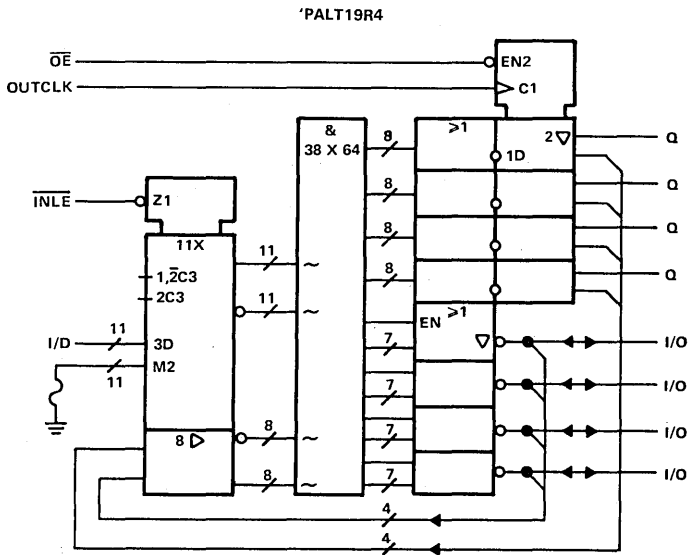 'PALT19R4
OE
EN2
OUTCLK
C1
&
38 X 64
8
≥1
2 ▽
Q
1D
INLE
Z1
8
Q
11X
8
Q
11
~
1,2̅C3
8
Q
2C3
11
~
EN
≥1
I/D
11
3D
7
▽
I/O
11
M2
7
I/O
8 ▷
8
~
7
I/O
8
~
7
I/O
4
4